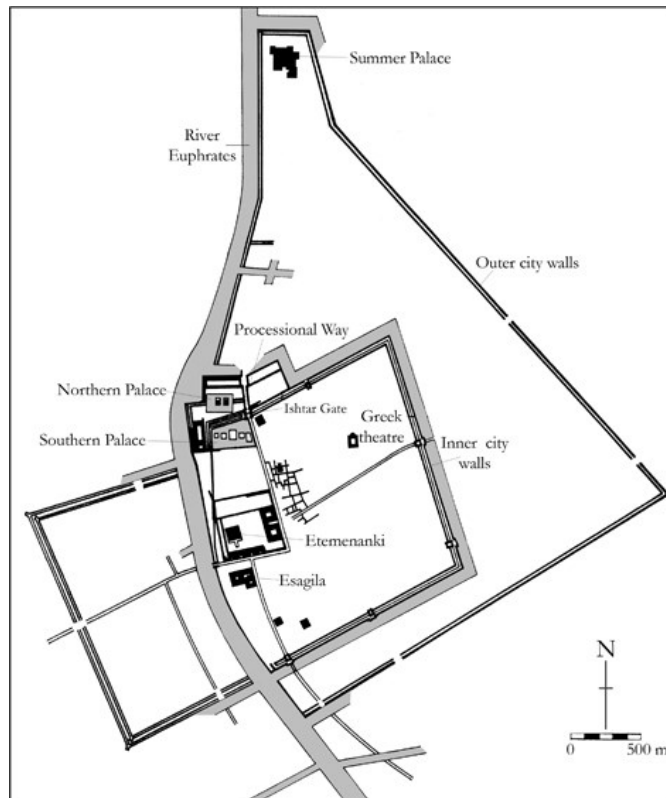 Summer Palace
River
Euphrates
Outer city walls
Processional Way
Northern Palace
Ishtar Gate
Southern Palace
Greek
theatre
Inner city
walls
Etemenanki
Esagila
N
0 500 m